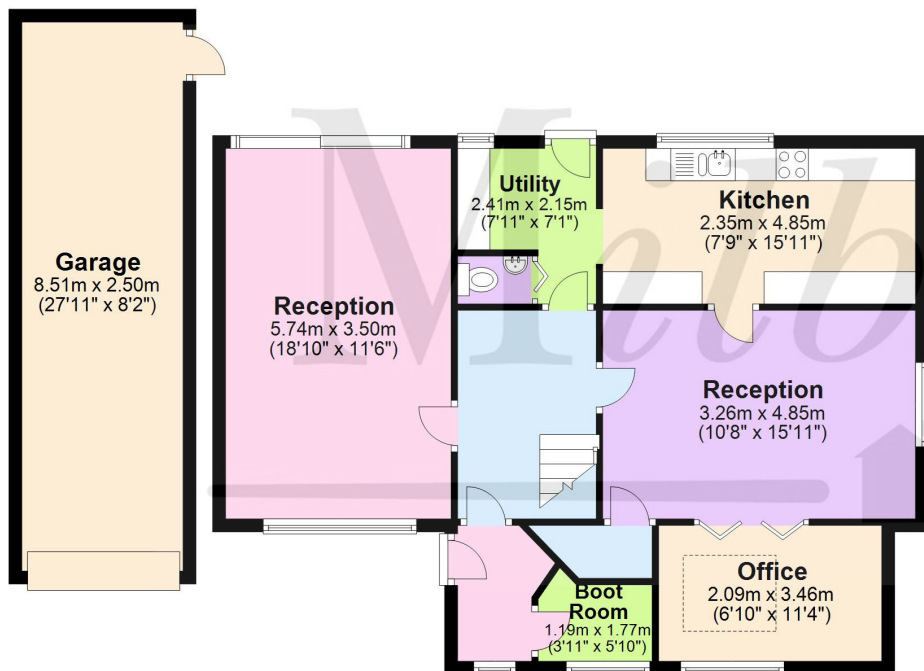 Garage
8.51m x 2.50m
(27'11" x 8'2")
Reception
5.74m x 3.50m
(18'10" x 11'6")
Utility
2.41m x 2.15m
(7'11" x 7'1")
Kitchen
2.35m x 4.85m
(7'9" x 15'11")
Reception
3.26m x 4.85m
(10'8" x 15'11")
Boot
Room
1.19m x 1.77m
(3'11" x 5'10")
Office
2.09m x 3.46m
(6'10" x 11'4")
Milb